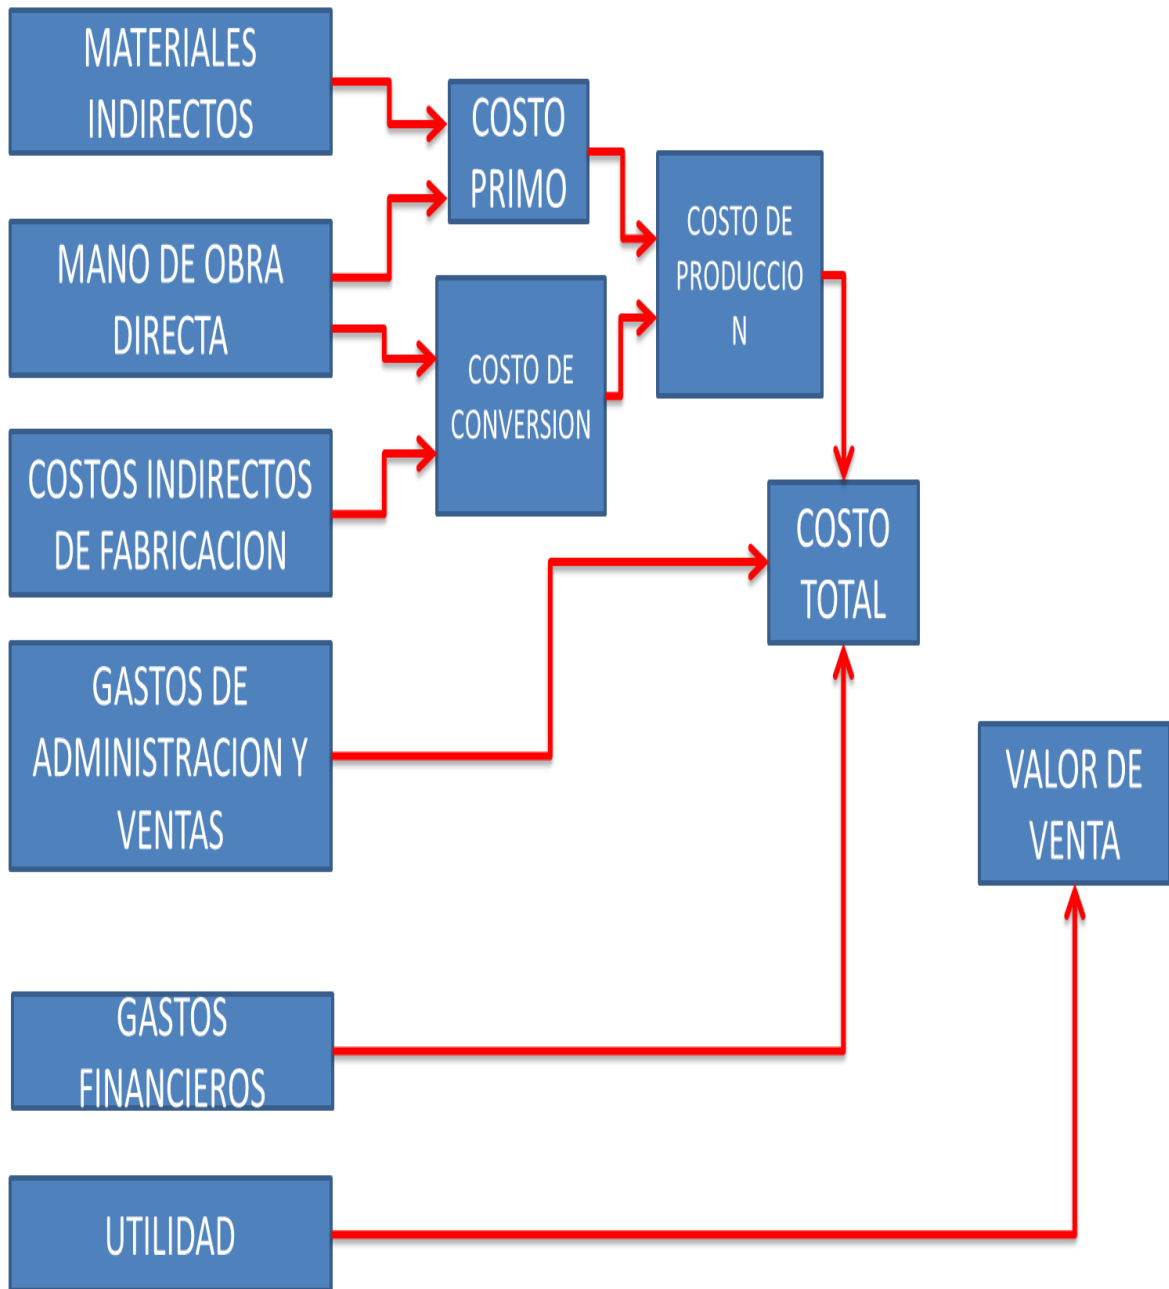 MATERIALES
INDIRECTOS
COSTO
PRIMO
MANO DE OBRA
DIRECTA
COSTO DE
PRODUCCIO
N
COSTO DE
CONVERSION
COSTOS INDIRECTOS
DE FABRICACION
COSTO
TOTAL
GASTOS DE
ADMINISTRACION Y
VENTAS
VALOR DE
VENTA
GASTOS
FINANCIEROS
UTILIDAD